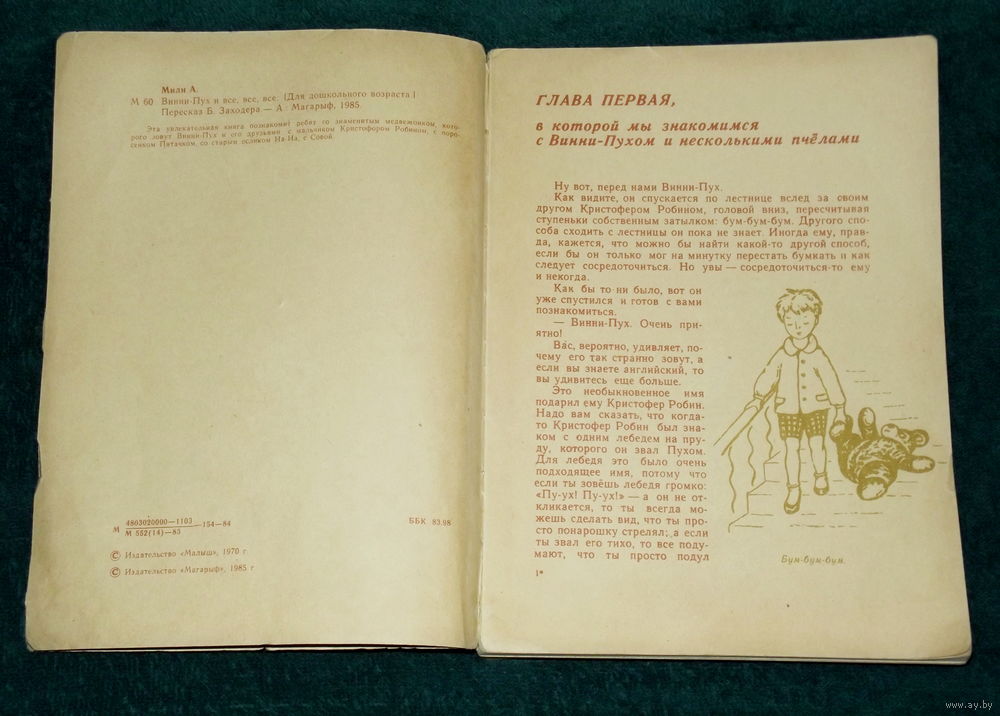 Милн А.
М 60 Винни-Пух и все, все, все. [Для дошкольного возраста.]
Пересказ Б. Заходера — А. Магарыф, 1985.
Эта увлекательная книга познакомит ребят со знаменитым медвежонком, кото-
рого зовут Винни-Пух и его друзьями: с мальчиком Кристофором Робином, с поро-
сенком Пятачком, со старым осликом Иа-Иа, с Совой.
М 4803020000—1103 —154—84
М 552(14)—85
ББК 83.98
© Издательство «Малыш», 1970 г
© Издательство «Магарыф», 1985 г
ГЛАВА ПЕРВАЯ,
в которой мы знакомимся
с Винни-Пухом и несколькими пчёлами
Ну вот, перед нами Винни-Пух.
Как видите, он спускается по лестнице вслед за своим
другом Кристофером Робином, головой вниз, пересчитывая
ступеньки собственным затылком: бум-бум-бум. Другого спо-
соба сходить с лестницы он пока не знает. Иногда ему, прав-
да, кажется, что можно бы найти какой-то другой способ,
если бы он только мог на минутку перестать бумкать и как
следует сосредоточиться. Но увы — сосредоточиться-то ему
и некогда.
Как бы то ни было, вот он
уже спустился и готов с вами
познакомиться.
— Винни-Пух. Очень при-
ятно!
Вас, вероятно, удивляет, по-
чему его так странно зовут, а
если вы знаете английский, то
вы удивитесь еще больше.
Это необыкновенное имя
подарил ему Кристофер Робин.
Надо вам сказать, что когда-
то Кристофер Робин был зна-
ком с одним лебедем на пру-
ду, которого он звал Пухом.
Для лебедя это было очень
подходящее имя, потому что
если ты зовёшь лебедя громко:
«Пу-ух! Пу-ух!» — а он не от-
кликается, то ты всегда мо-
жешь сделать вид, что ты про-
сто понарошку стрелял; а если
ты звал его тихо, то все поду-
мают, что ты просто подул
Бум-бум-бум.
1*
www.ay.by